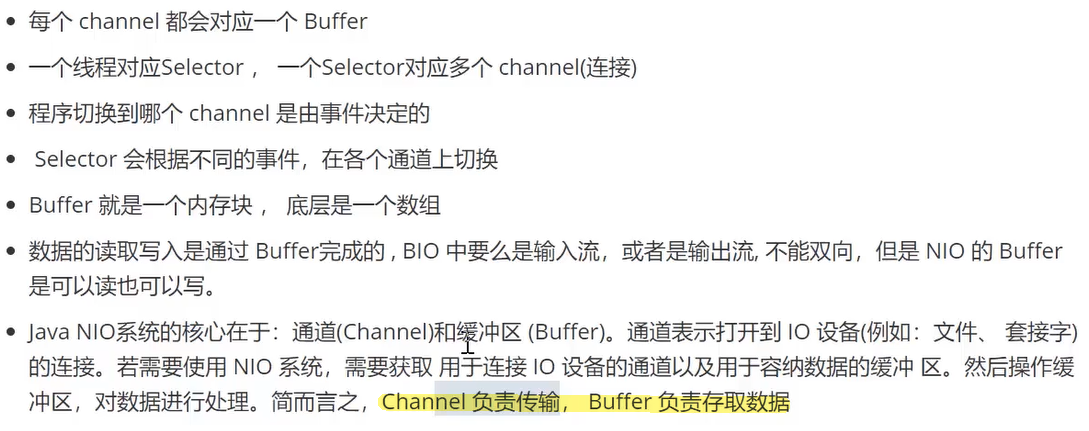 每个 channel 都会对应一个 Buffer
一个线程对应Selector ， 一个Selector对应多个 channel(连接)
程序切换到哪个 channel 是由事件决定的
Selector 会根据不同的事件，在各个通道上切换
Buffer 就是一个内存块 ， 底层是一个数组
数据的读取写入是通过 Buffer完成的 , BIO 中要么是输入流，或者是输出流, 不能双向，但是 NIO 的 Buffer
是可以读也可以写。
Java NIO系统的核心在于：通道(Channel)和缓冲区 (Buffer)。通道表示打开到 IO 设备(例如：文件、 套接字)
的连接。若需要使用 NIO 系统，需要获取 用于连接 IO 设备的通道以及用于容纳数据的缓冲 区。然后操作缓
冲区，对数据进行处理。简而言之，Channel 负责传输， Buffer 负责存取数据